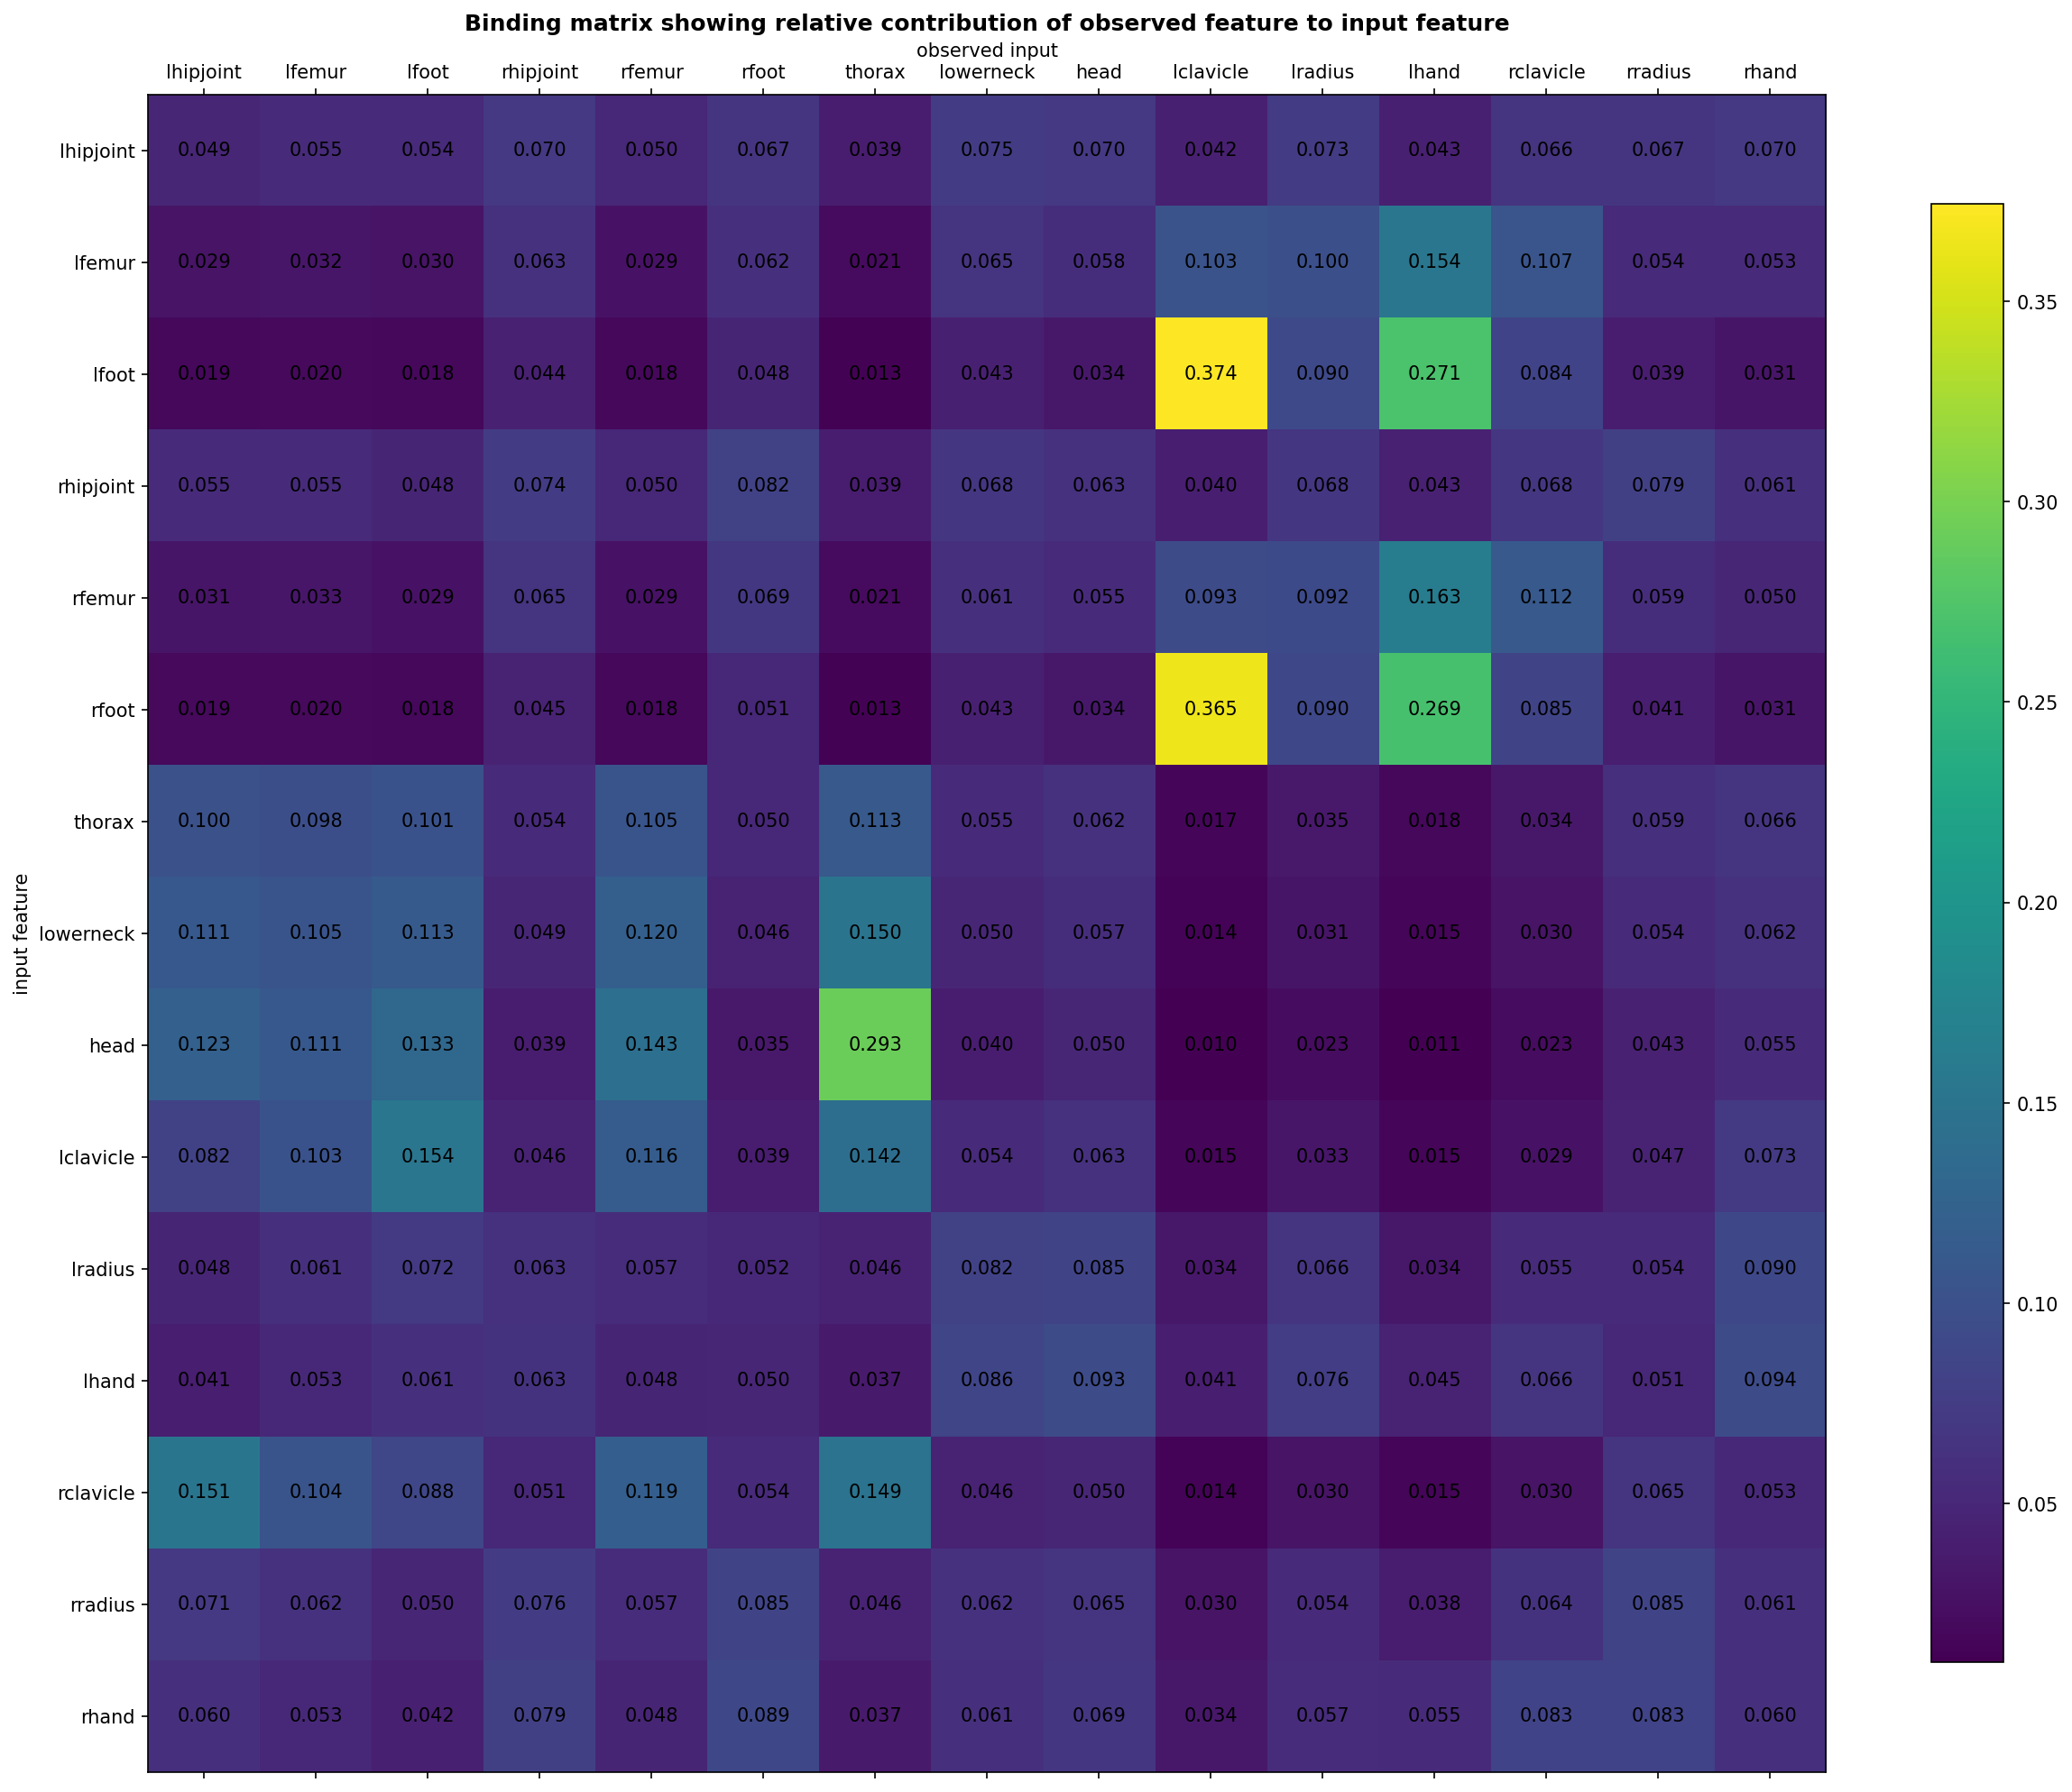 Binding matrix showing relative contribution of observed feature to input feature
observed input
lhipjoint lfemur lfoot rhipjoint rfemur rfoot thorax lowerneck head lclavicle lradius lhand rclavicle rradius rhand
lhipjoint 0.049 0.055 0.054 0.070 0.050 0.067 0.039 0.075 0.070 0.042 0.073 0.043 0.066 0.067 0.070
lfemur 0.029 0.032 0.030 0.063 0.029 0.062 0.021 0.065 0.058 0.103 0.100 0.154 0.107 0.054 0.053
lfoot 0.019 0.020 0.018 0.044 0.018 0.048 0.013 0.043 0.034 0.374 0.090 0.271 0.084 0.039 0.031
rhipjoint 0.055 0.055 0.048 0.074 0.050 0.082 0.039 0.068 0.063 0.040 0.068 0.043 0.068 0.079 0.061
rfemur 0.031 0.033 0.029 0.065 0.029 0.069 0.021 0.061 0.055 0.093 0.092 0.163 0.112 0.059 0.050
rfoot 0.019 0.020 0.018 0.045 0.018 0.051 0.013 0.043 0.034 0.365 0.090 0.269 0.085 0.041 0.031
thorax 0.100 0.098 0.101 0.054 0.105 0.050 0.113 0.055 0.062 0.017 0.035 0.018 0.034 0.059 0.066
lowerneck 0.111 0.105 0.113 0.049 0.120 0.046 0.150 0.050 0.057 0.014 0.031 0.015 0.030 0.054 0.062
head 0.123 0.111 0.133 0.039 0.143 0.035 0.293 0.040 0.050 0.010 0.023 0.011 0.023 0.043 0.055
lclavicle 0.082 0.103 0.154 0.046 0.116 0.039 0.142 0.054 0.063 0.015 0.033 0.015 0.029 0.047 0.073
lradius 0.048 0.061 0.072 0.063 0.057 0.052 0.046 0.082 0.085 0.034 0.066 0.034 0.055 0.054 0.090
lhand 0.041 0.053 0.061 0.063 0.048 0.050 0.037 0.086 0.093 0.041 0.076 0.045 0.066 0.051 0.094
rclavicle 0.151 0.104 0.088 0.051 0.119 0.054 0.149 0.046 0.050 0.014 0.030 0.015 0.030 0.065 0.053
rradius 0.071 0.062 0.050 0.076 0.057 0.085 0.046 0.062 0.065 0.030 0.054 0.038 0.064 0.085 0.061
rhand 0.060 0.053 0.042 0.079 0.048 0.089 0.037 0.061 0.069 0.034 0.057 0.055 0.083 0.083 0.060
input feature
0.35
0.30
0.25
0.20
0.15
0.10
0.05